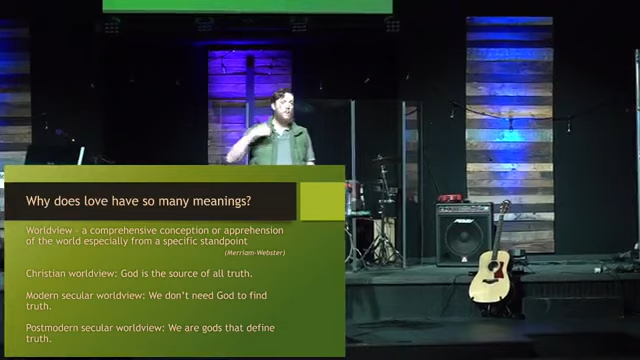 Why does love have so many meanings?
Worldview - a comprehensive conception or apprehension
of the world especially from a specific standpoint
(Merriam-Webster)
Christian worldview: God is the source of all truth.
Modern secular worldview: We don't need God to find
truth.
Postmodern secular worldview: We are gods that define
truth.
PEAVEY